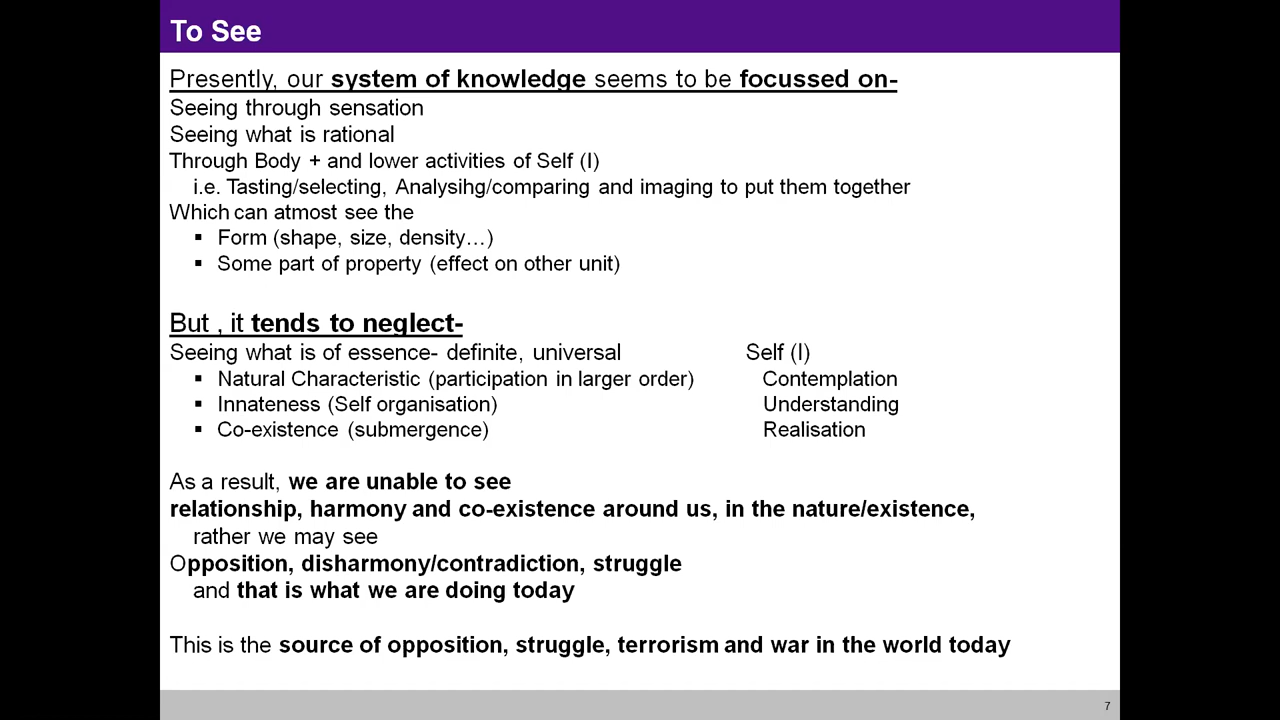 To See
Presently, our system of knowledge seems to be focussed on-
Seeing through sensation
Seeing what is rational
Through Body + and lower activities of Self (I)
i.e. Tasting/selecting, Analysihg/comparing and imaging to put them together
Which can atmost see the
▪ Form (shape, size, density…)
▪ Some part of property (effect on other unit)
But , it tends to neglect-
Seeing what is of essence- definite, universal Self (I)
▪ Natural Characteristic (participation in larger order) Contemplation
▪ Innateness (Self organisation) Understanding
▪ Co-existence (submergence) Realisation
As a result, we are unable to see
relationship, harmony and co-existence around us, in the nature/existence,
rather we may see
Opposition, disharmony/contradiction, struggle
and that is what we are doing today
This is the source of opposition, struggle, terrorism and war in the world today
7